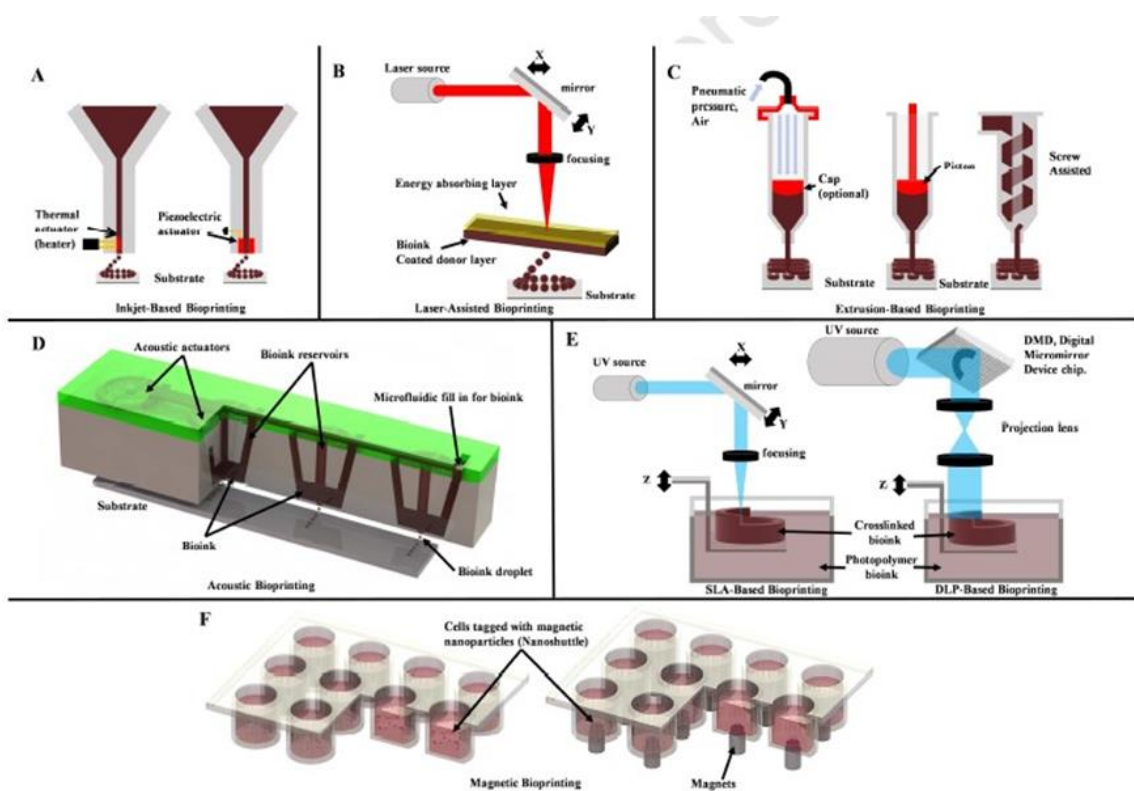 A
Thermal
actuator
(heater)
Piezoelectric
actuator
Substrate
Inkjet-Based Bioprinting
B
Laser source
X
mirror
Y
focusing
Energy absorbing layer
Bioink
Coated donor layer
Substrate
Laser-Assisted Bioprinting
C
Pneumatic
pressure,
Air
Cap
(optional)
Piston
Screw
Assisted
Substrate
Substrate
Extrusion-Based Bioprinting
D
Acoustic actuators
Bioink reservoirs
Microfluidic fill in for bioink
Substrate
Bioink
Bioink droplet
Acoustic Bioprinting
E
UV source
X
mirror
Y
focusing
Z
UV source
DMD, Digital
Micromirror
Device chip.
Projection lens
Z
Crosslinked
bioink
Photopolymer
bioink
SLA-Based Bioprinting
DLP-Based Bioprinting
F
Cells tagged with magnetic
nanoparticles (Nanoshuttle)
Magnets
Magnetic Bioprinting